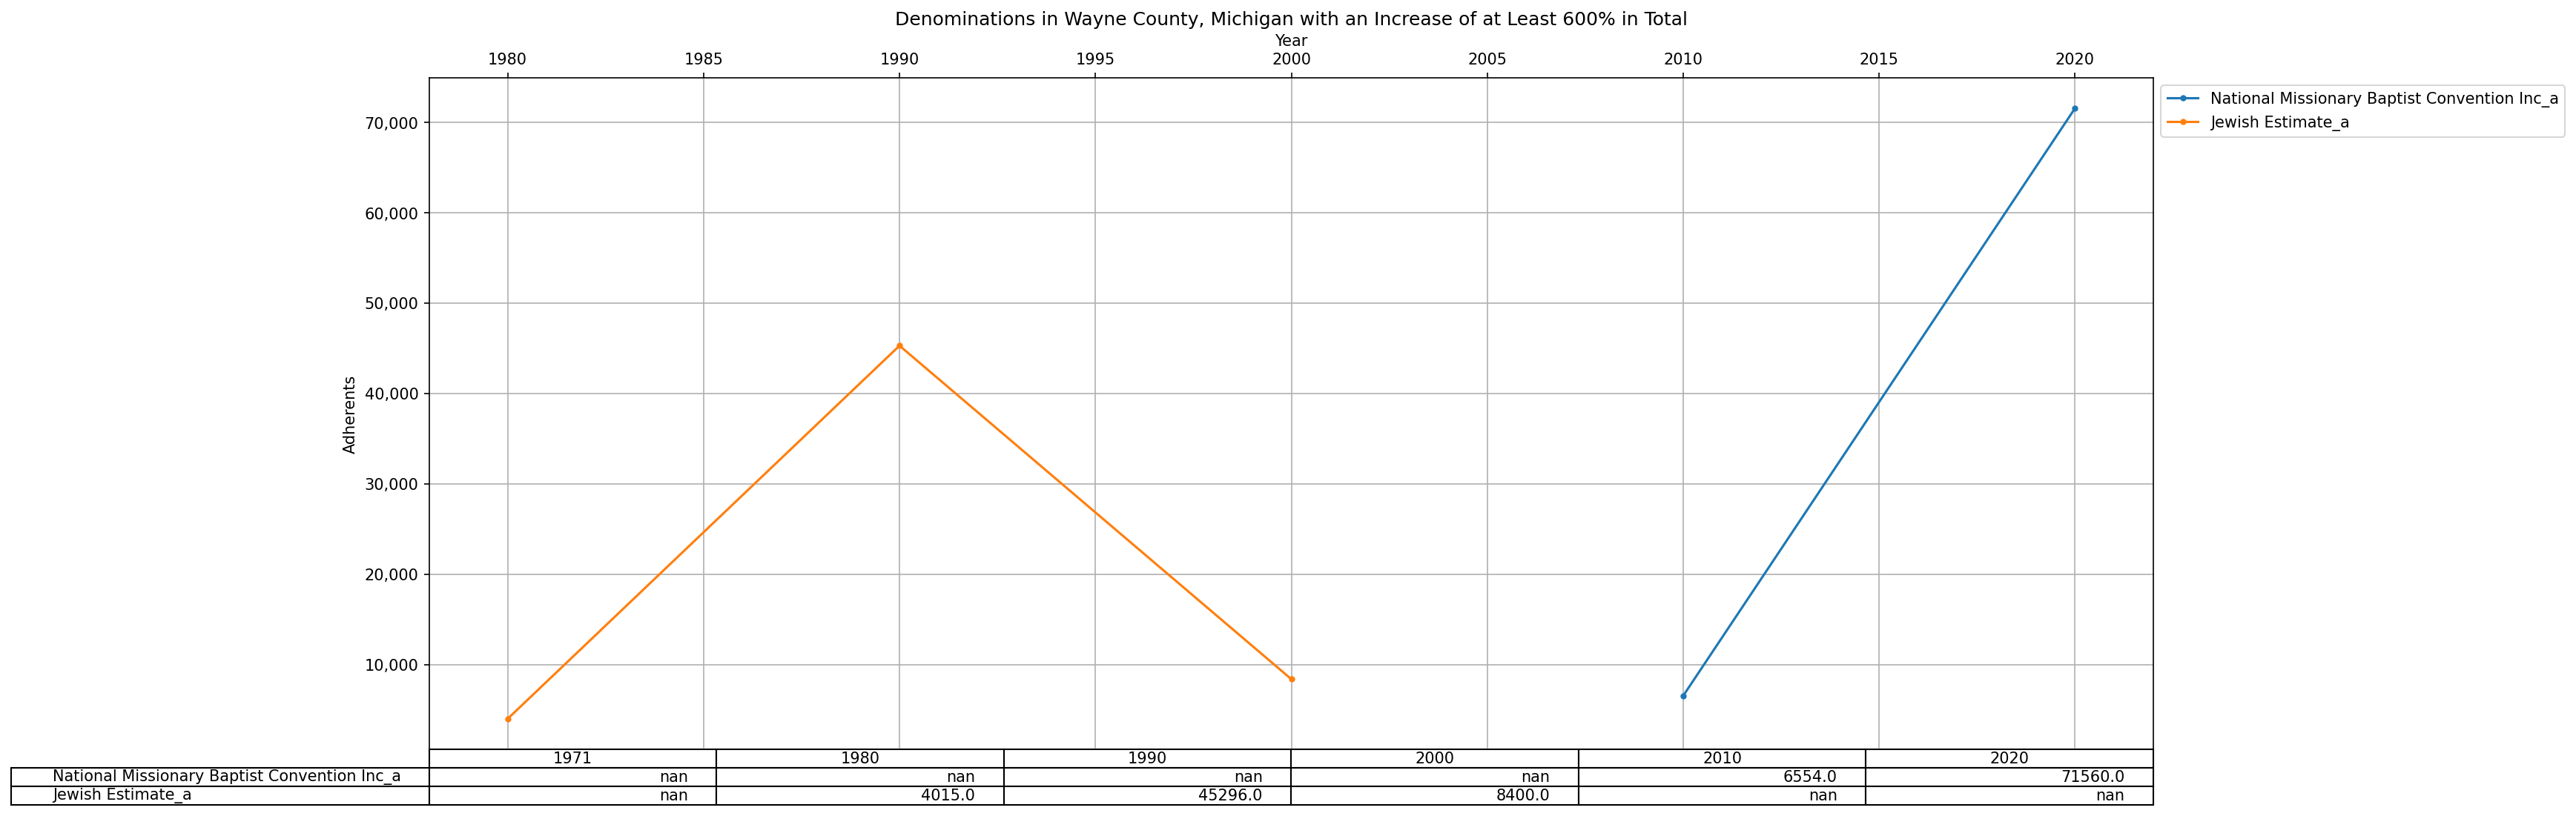 Denominations in Wayne County, Michigan with an Increase of at Least 600% in Total
Year
1980 1985 1990 1995 2000 2005 2010 2015 2020
National Missionary Baptist Convention Inc_a
Jewish Estimate_a
Adherents
70,000
60,000
50,000
40,000
30,000
20,000
10,000
1971 1980 1990 2000 2010 2020
National Missionary Baptist Convention Inc_a nan nan nan nan 6554.0 71560.0
Jewish Estimate_a nan 4015.0 45296.0 8400.0 nan nan